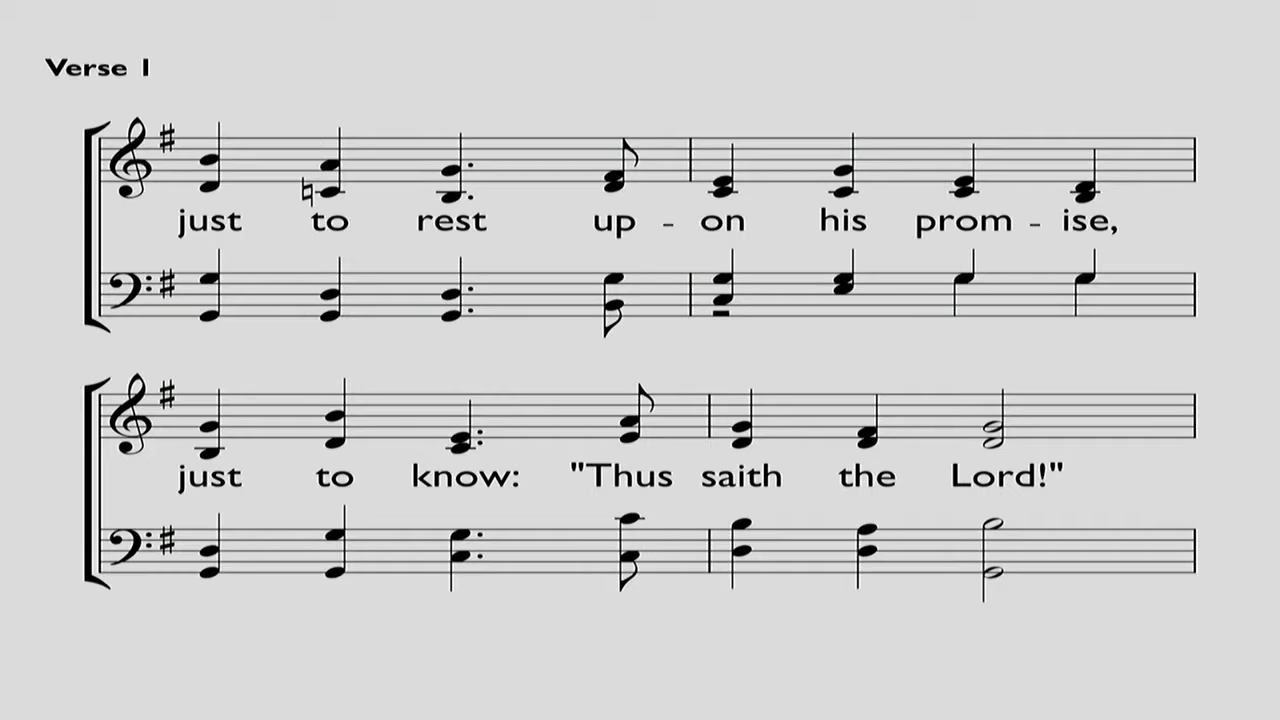 Verse 1
just to rest up - on his prom - ise,
just to know: "Thus saith the Lord!"